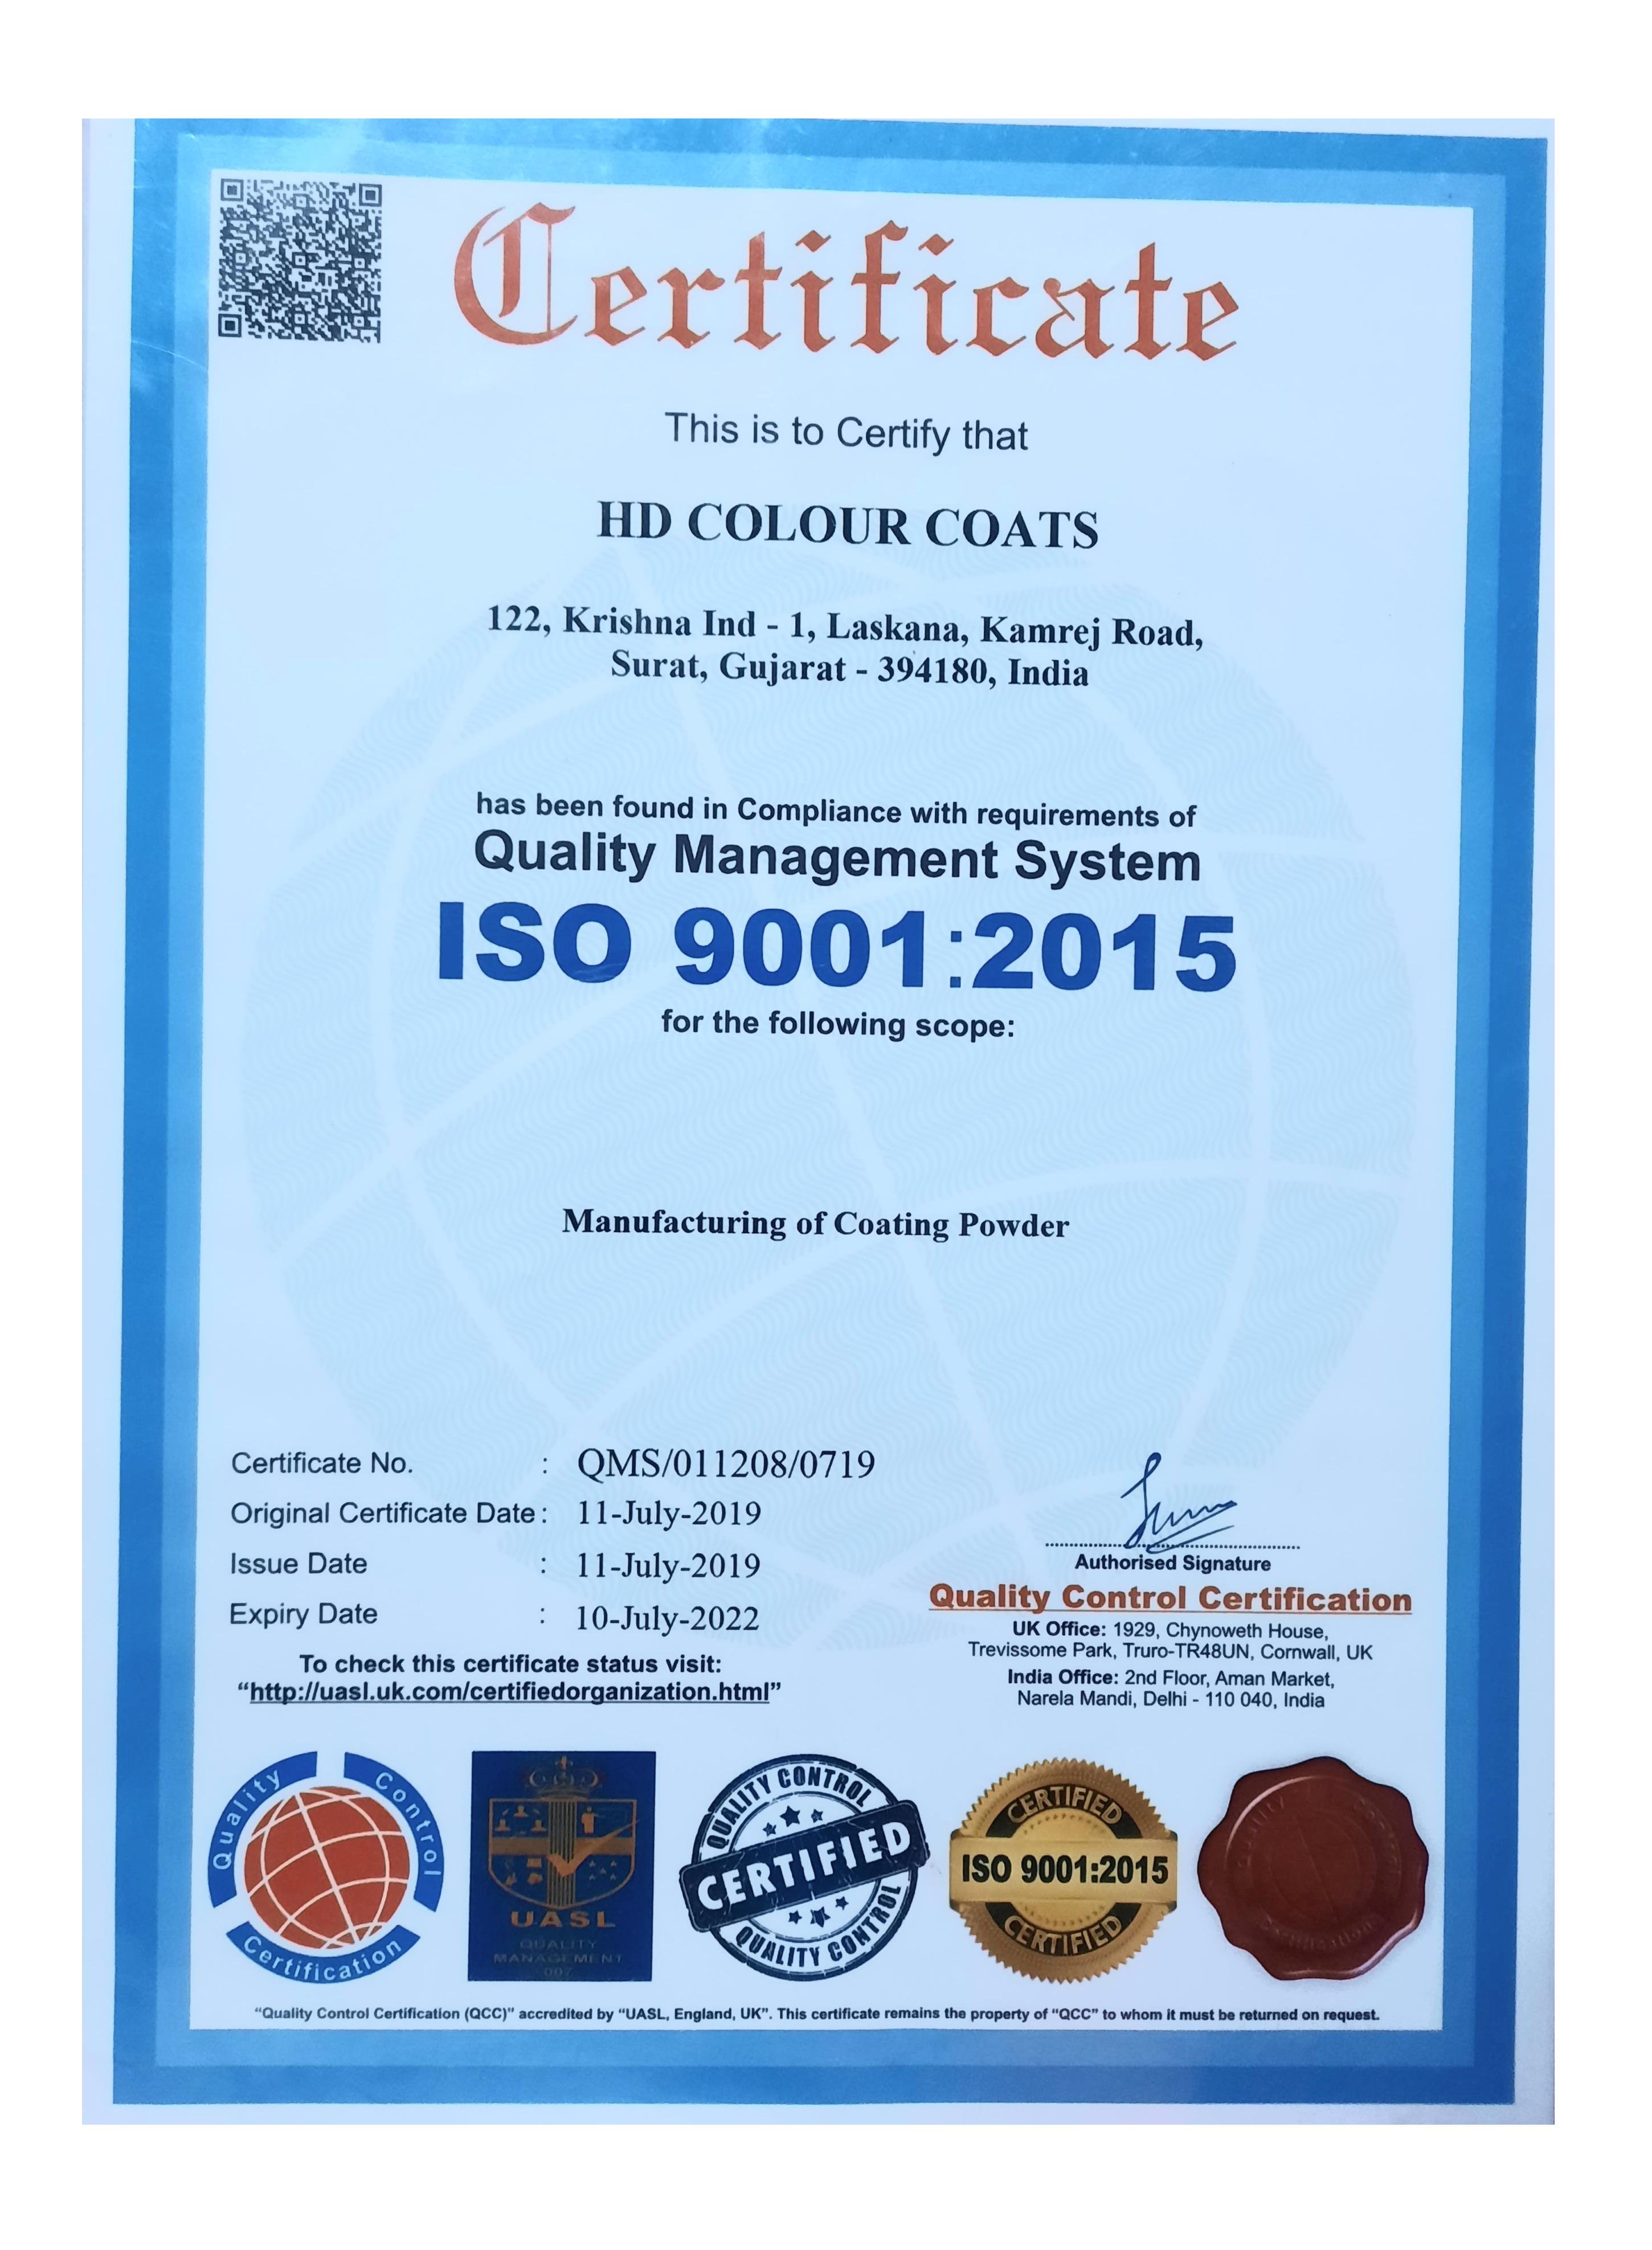 Certificate
This is to Certify that
HD COLOUR COATS
122, Krishna Ind - 1, Laskana, Kamrej Road,
Surat, Gujarat - 394180, India
has been found in Compliance with requirements of
Quality Management System
ISO 9001:2015
for the following scope:
Manufacturing of Coating Powder
Certificate No. : QMS/011208/0719
Original Certificate Date : 11-July-2019
Issue Date : 11-July-2019
Expiry Date : 10-July-2022
To check this certificate status visit:
“http://uasl.uk.com/certifiedorganization.html”
Authorised Signature
Quality Control Certification
UK Office: 1929, Chynoweth House,
Trevissome Park, Truro-TR48UN, Cornwall, UK
India Office: 2nd Floor, Aman Market,
Narela Mandi, Delhi - 110 040, India
Quality Control Certification
UASL
QUALITY
MANAGEMENT
007
QUALITY CONTROL
CERTIFIED
QUALITY CONTROL
CERTIFIED
ISO 9001:2015
CERTIFIED
“Quality Control Certification (QCC)” accredited by “UASL, England, UK”. This certificate remains the property of “QCC” to whom it must be returned on request.